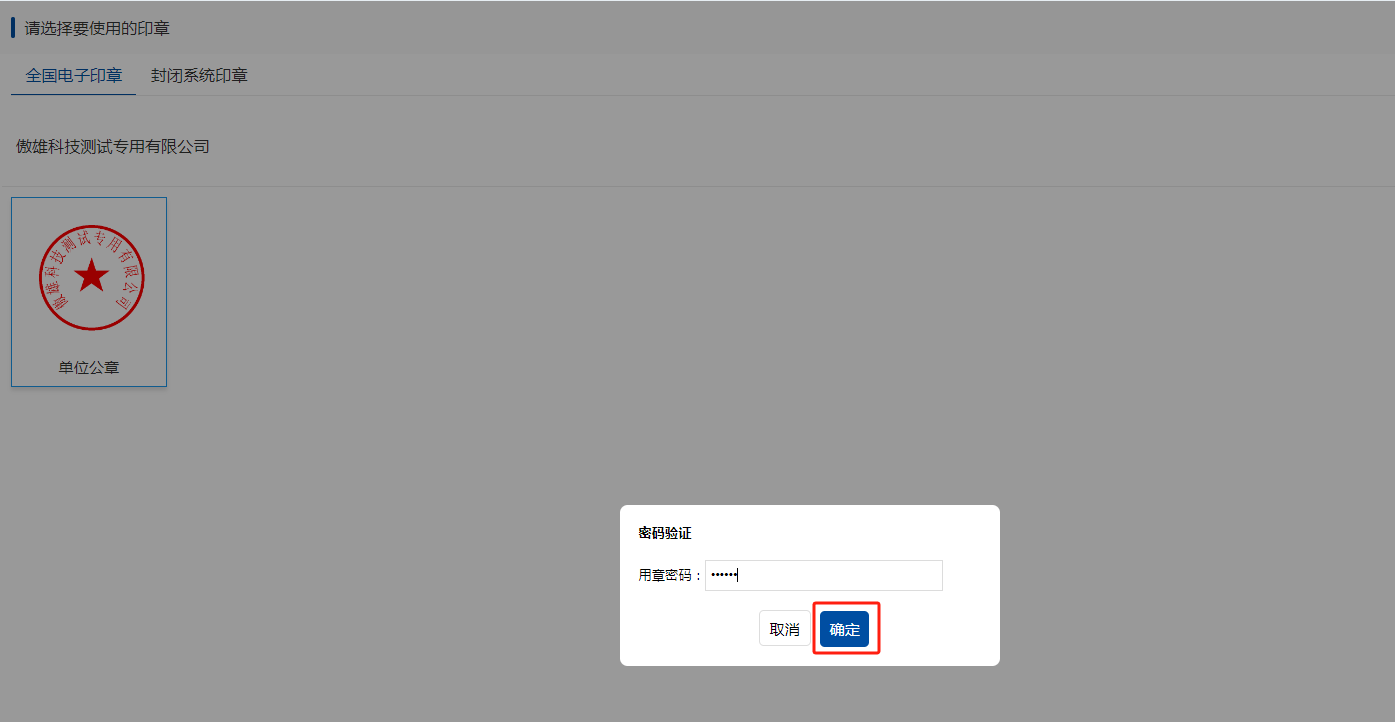 请选择要使用的印章
全国电子印章 封闭系统印章
傲雄科技测试专用有限公司
傲雄科技测试专用有限公司
单位公章
密码验证
用章密码：••••••
取消 确定